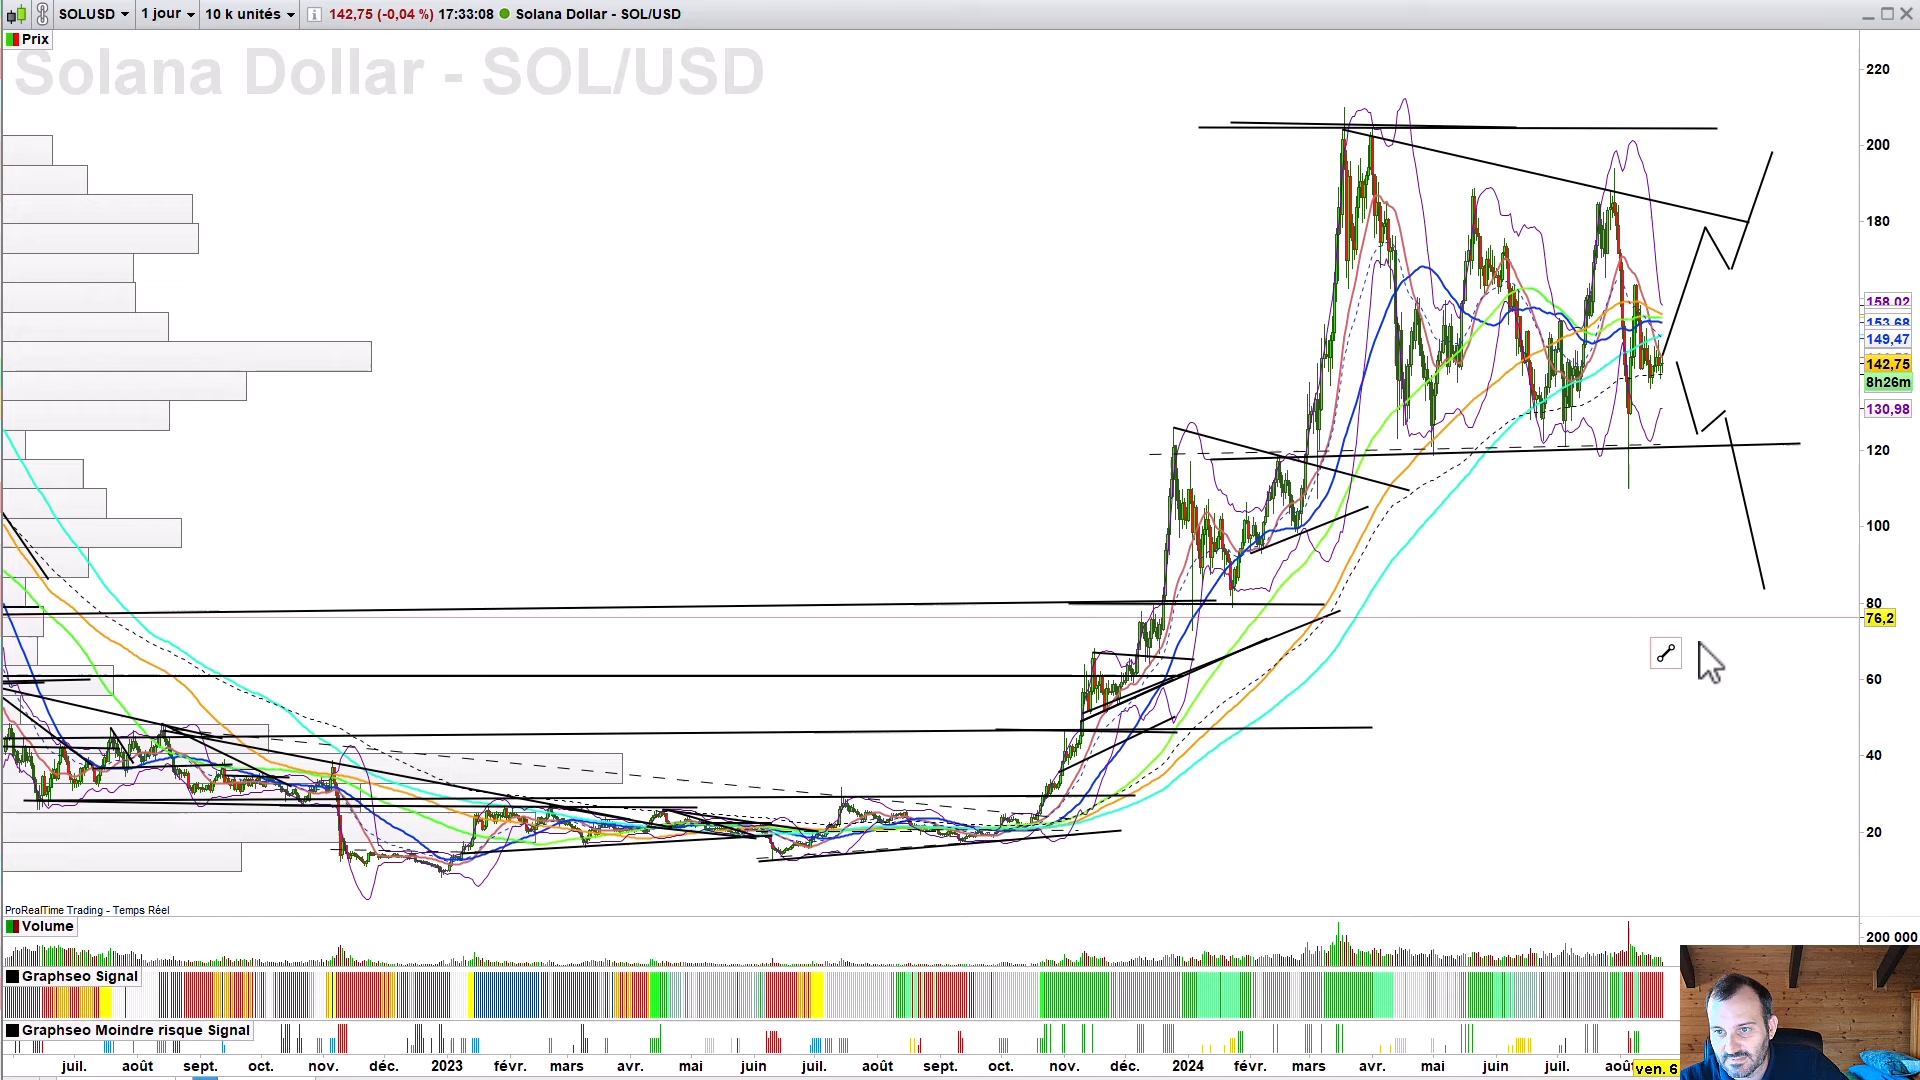 SOLUSD 1 jour 10 k unités 142,75 (-0,04 %) 17:33:08 Solana Dollar - SOL/USD
Prix
Solana Dollar - SOL/USD
220
200
180
158,02
153,68
149,47
142,75
8h26m
130,98
120
100
80
76,2
60
40
20
ProRealTime Trading - Temps Réel
Volume
200 000
Graphseo Signal
Graphseo Moindre risque Signal
juil. août sept. oct. nov. déc. 2023 févr. mars avr. mai juin juil. août sept. oct. nov. déc. 2024 févr. mars avr. mai juin juil. août ven. 6